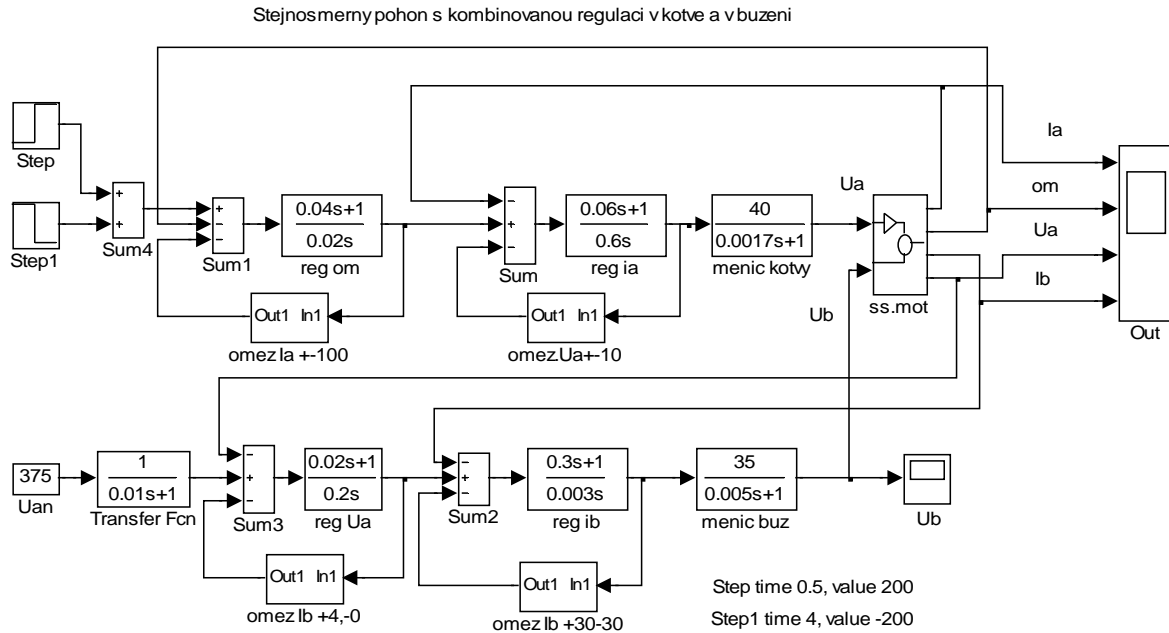 Stejnosmerny pohon s kombinovanou regulaci v kotve a v buzeni
Ia
om
Ua
Ib
Out
Step
Step1
+
+
Sum4
+
−
−
Sum1
0.04s+1
0.02s
reg om
Out1 In1
omez Ia +-100
−
+
−
Sum
0.06s+1
0.6s
reg ia
Out1 In1
omez.Ua+-10
40
0.0017s+1
menic kotvy
Ua
Ub
ss.mot
375
Uan
1
0.01s+1
Transfer Fcn
−
+
−
Sum3
0.02s+1
0.2s
reg Ua
Out1 In1
omez Ib +4,-0
−
+
−
Sum2
0.3s+1
0.003s
reg ib
Out1 In1
omez Ib +30-30
35
0.005s+1
menic buz
Ub
Step time 0.5, value 200
Step1 time 4, value -200